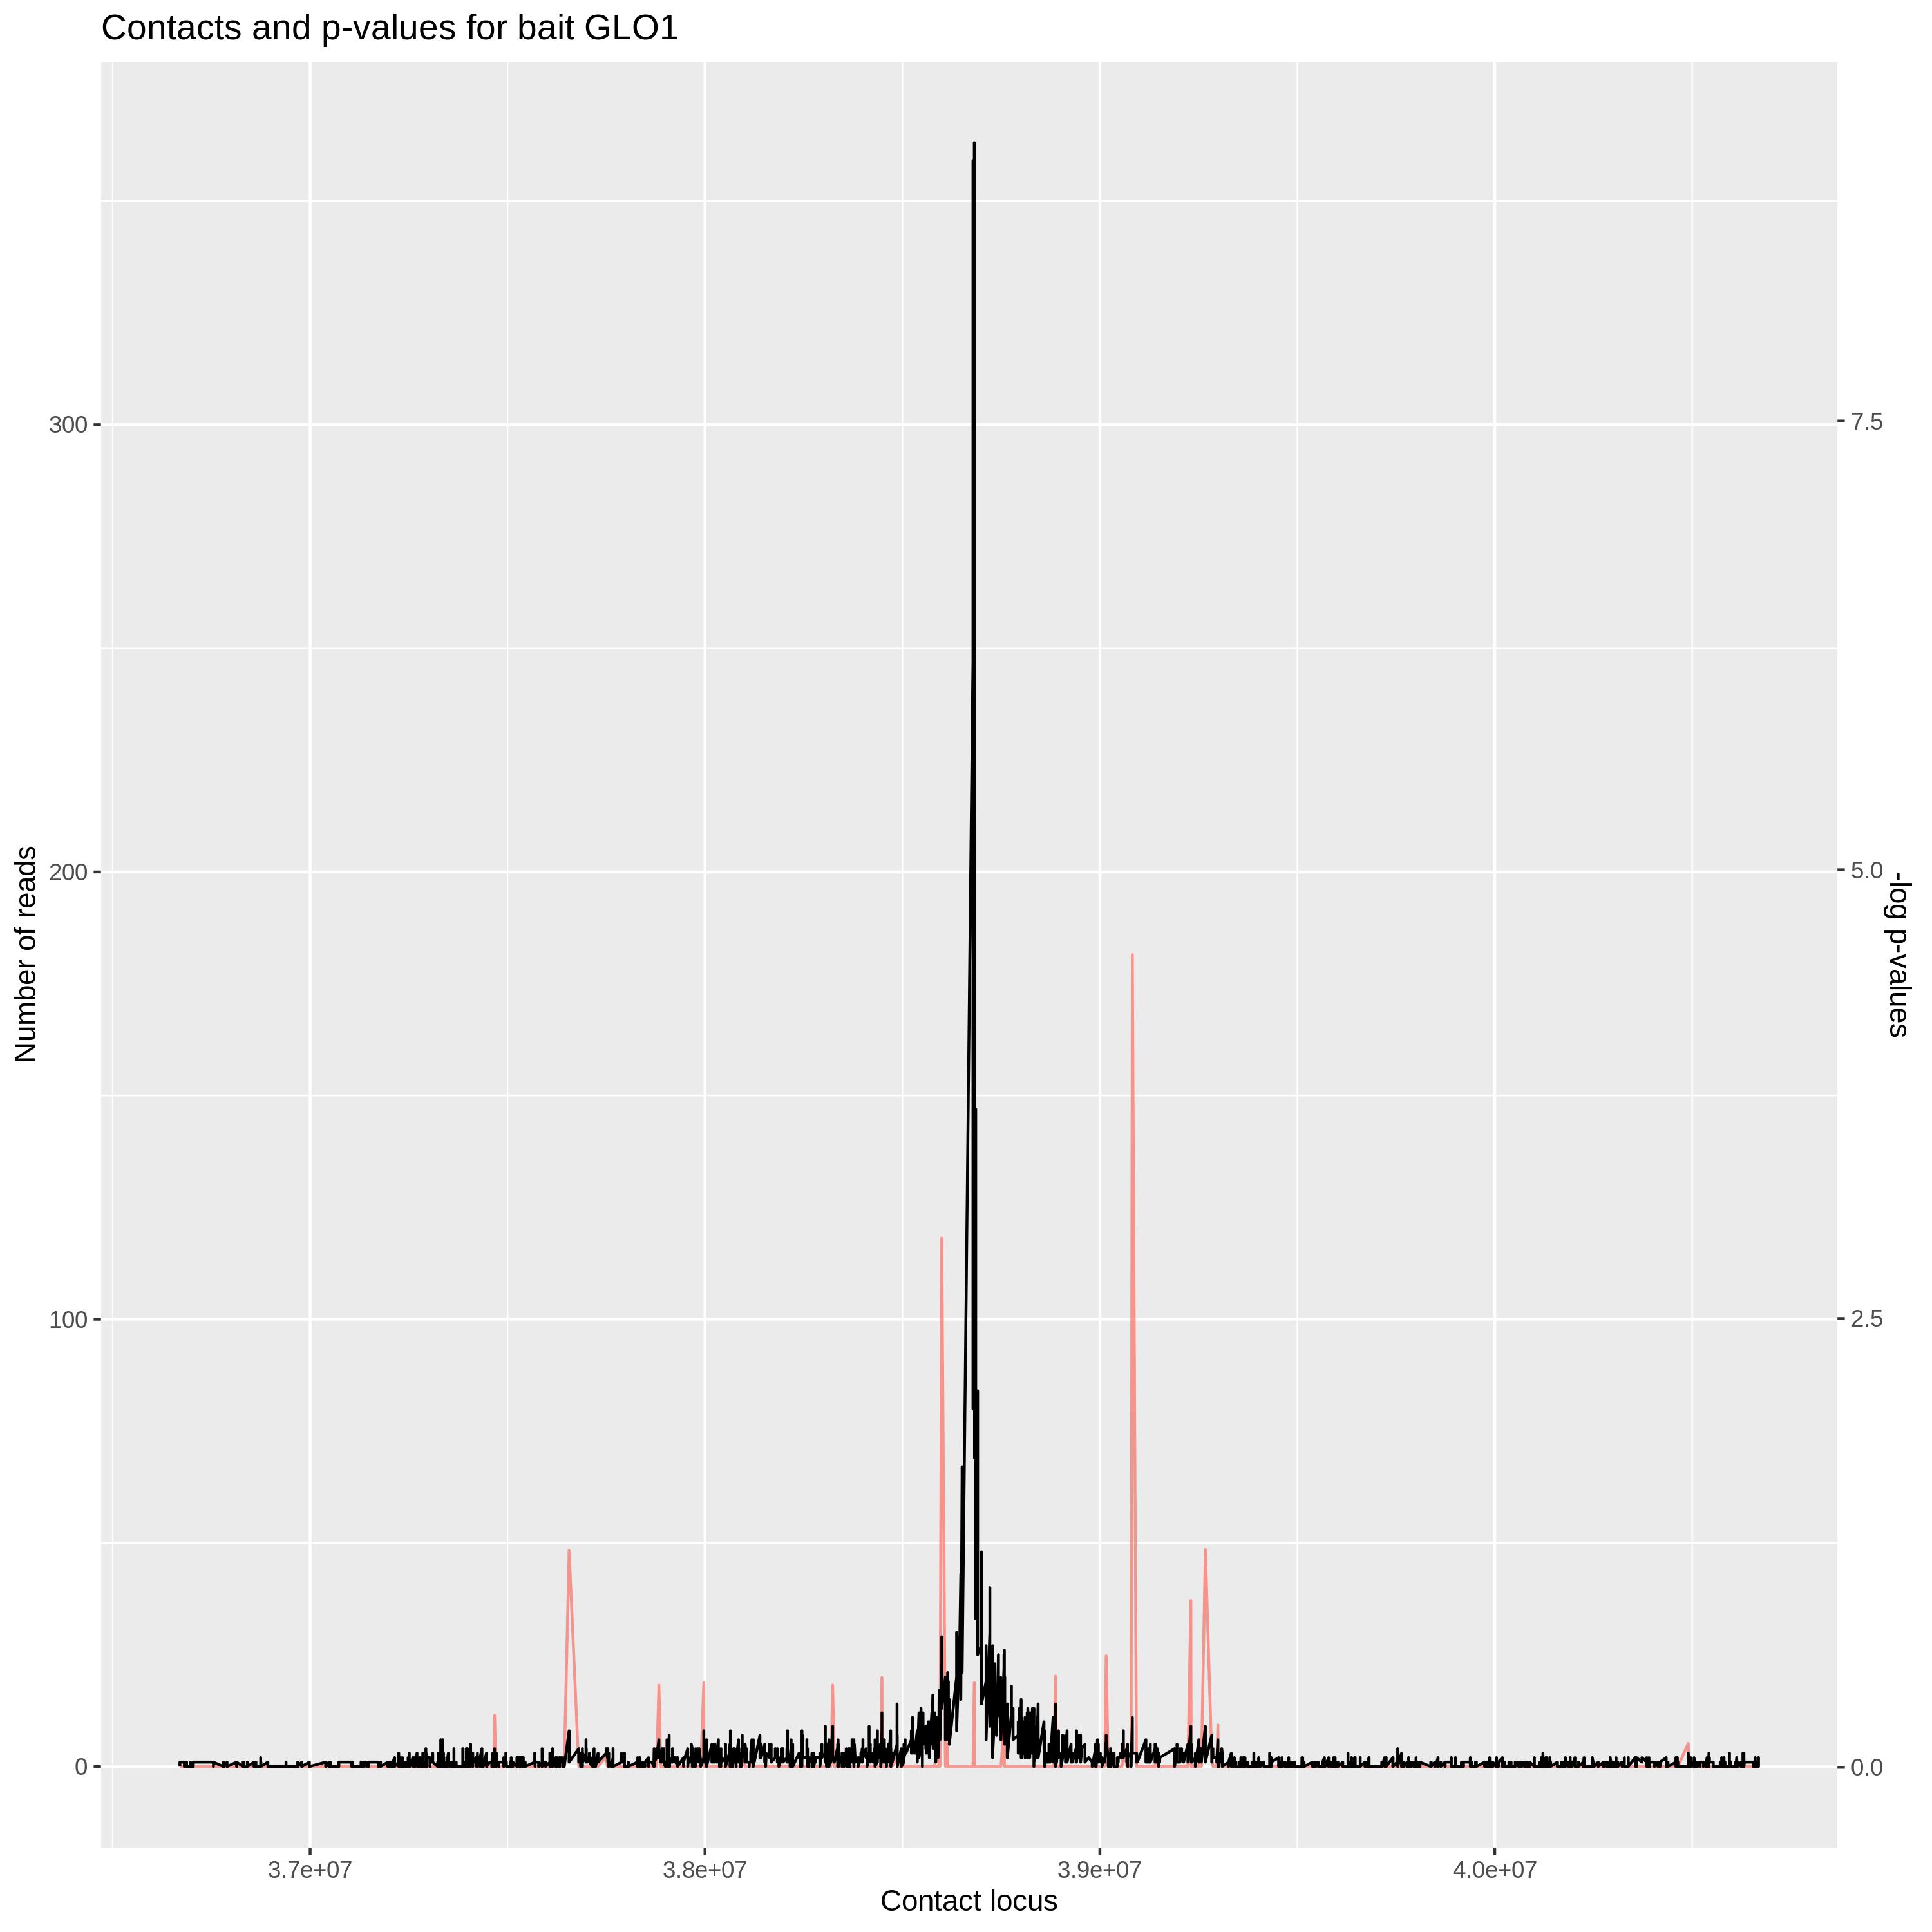 Contacts and p-values for bait GLO1
300
200
100
0
Number of reads
7.5
5.0
2.5
0.0
-log p-values
3.7e+07 3.8e+07 3.9e+07 4.0e+07
Contact locus